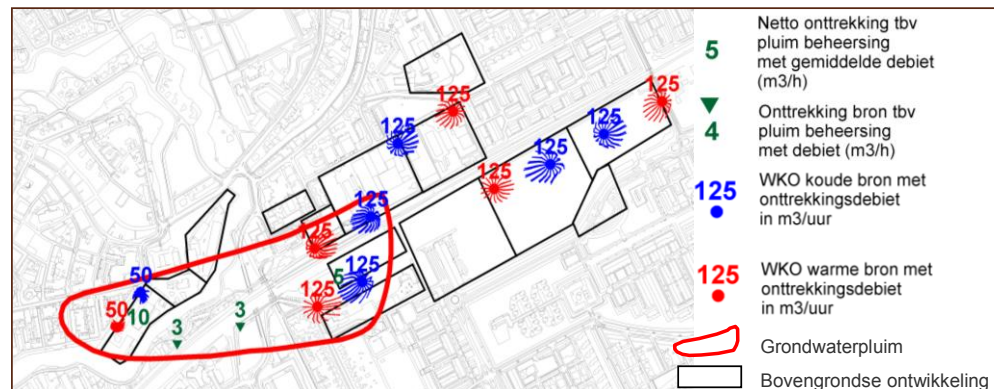 125
125
125
125
125
125
125
125
5
125
125
50
50
10
3
3
5
Netto onttrekking tbv
pluim beheersing
met gemiddelde debiet
(m3/h)
4
Onttrekking bron tbv
pluim beheersing
met debiet (m3/h)
125
WKO koude bron met
onttrekkingsdebiet
in m3/uur
125
WKO warme bron met
onttrekkingsdebiet
in m3/uur
Grondwaterpluim
Bovengrondse ontwikkeling